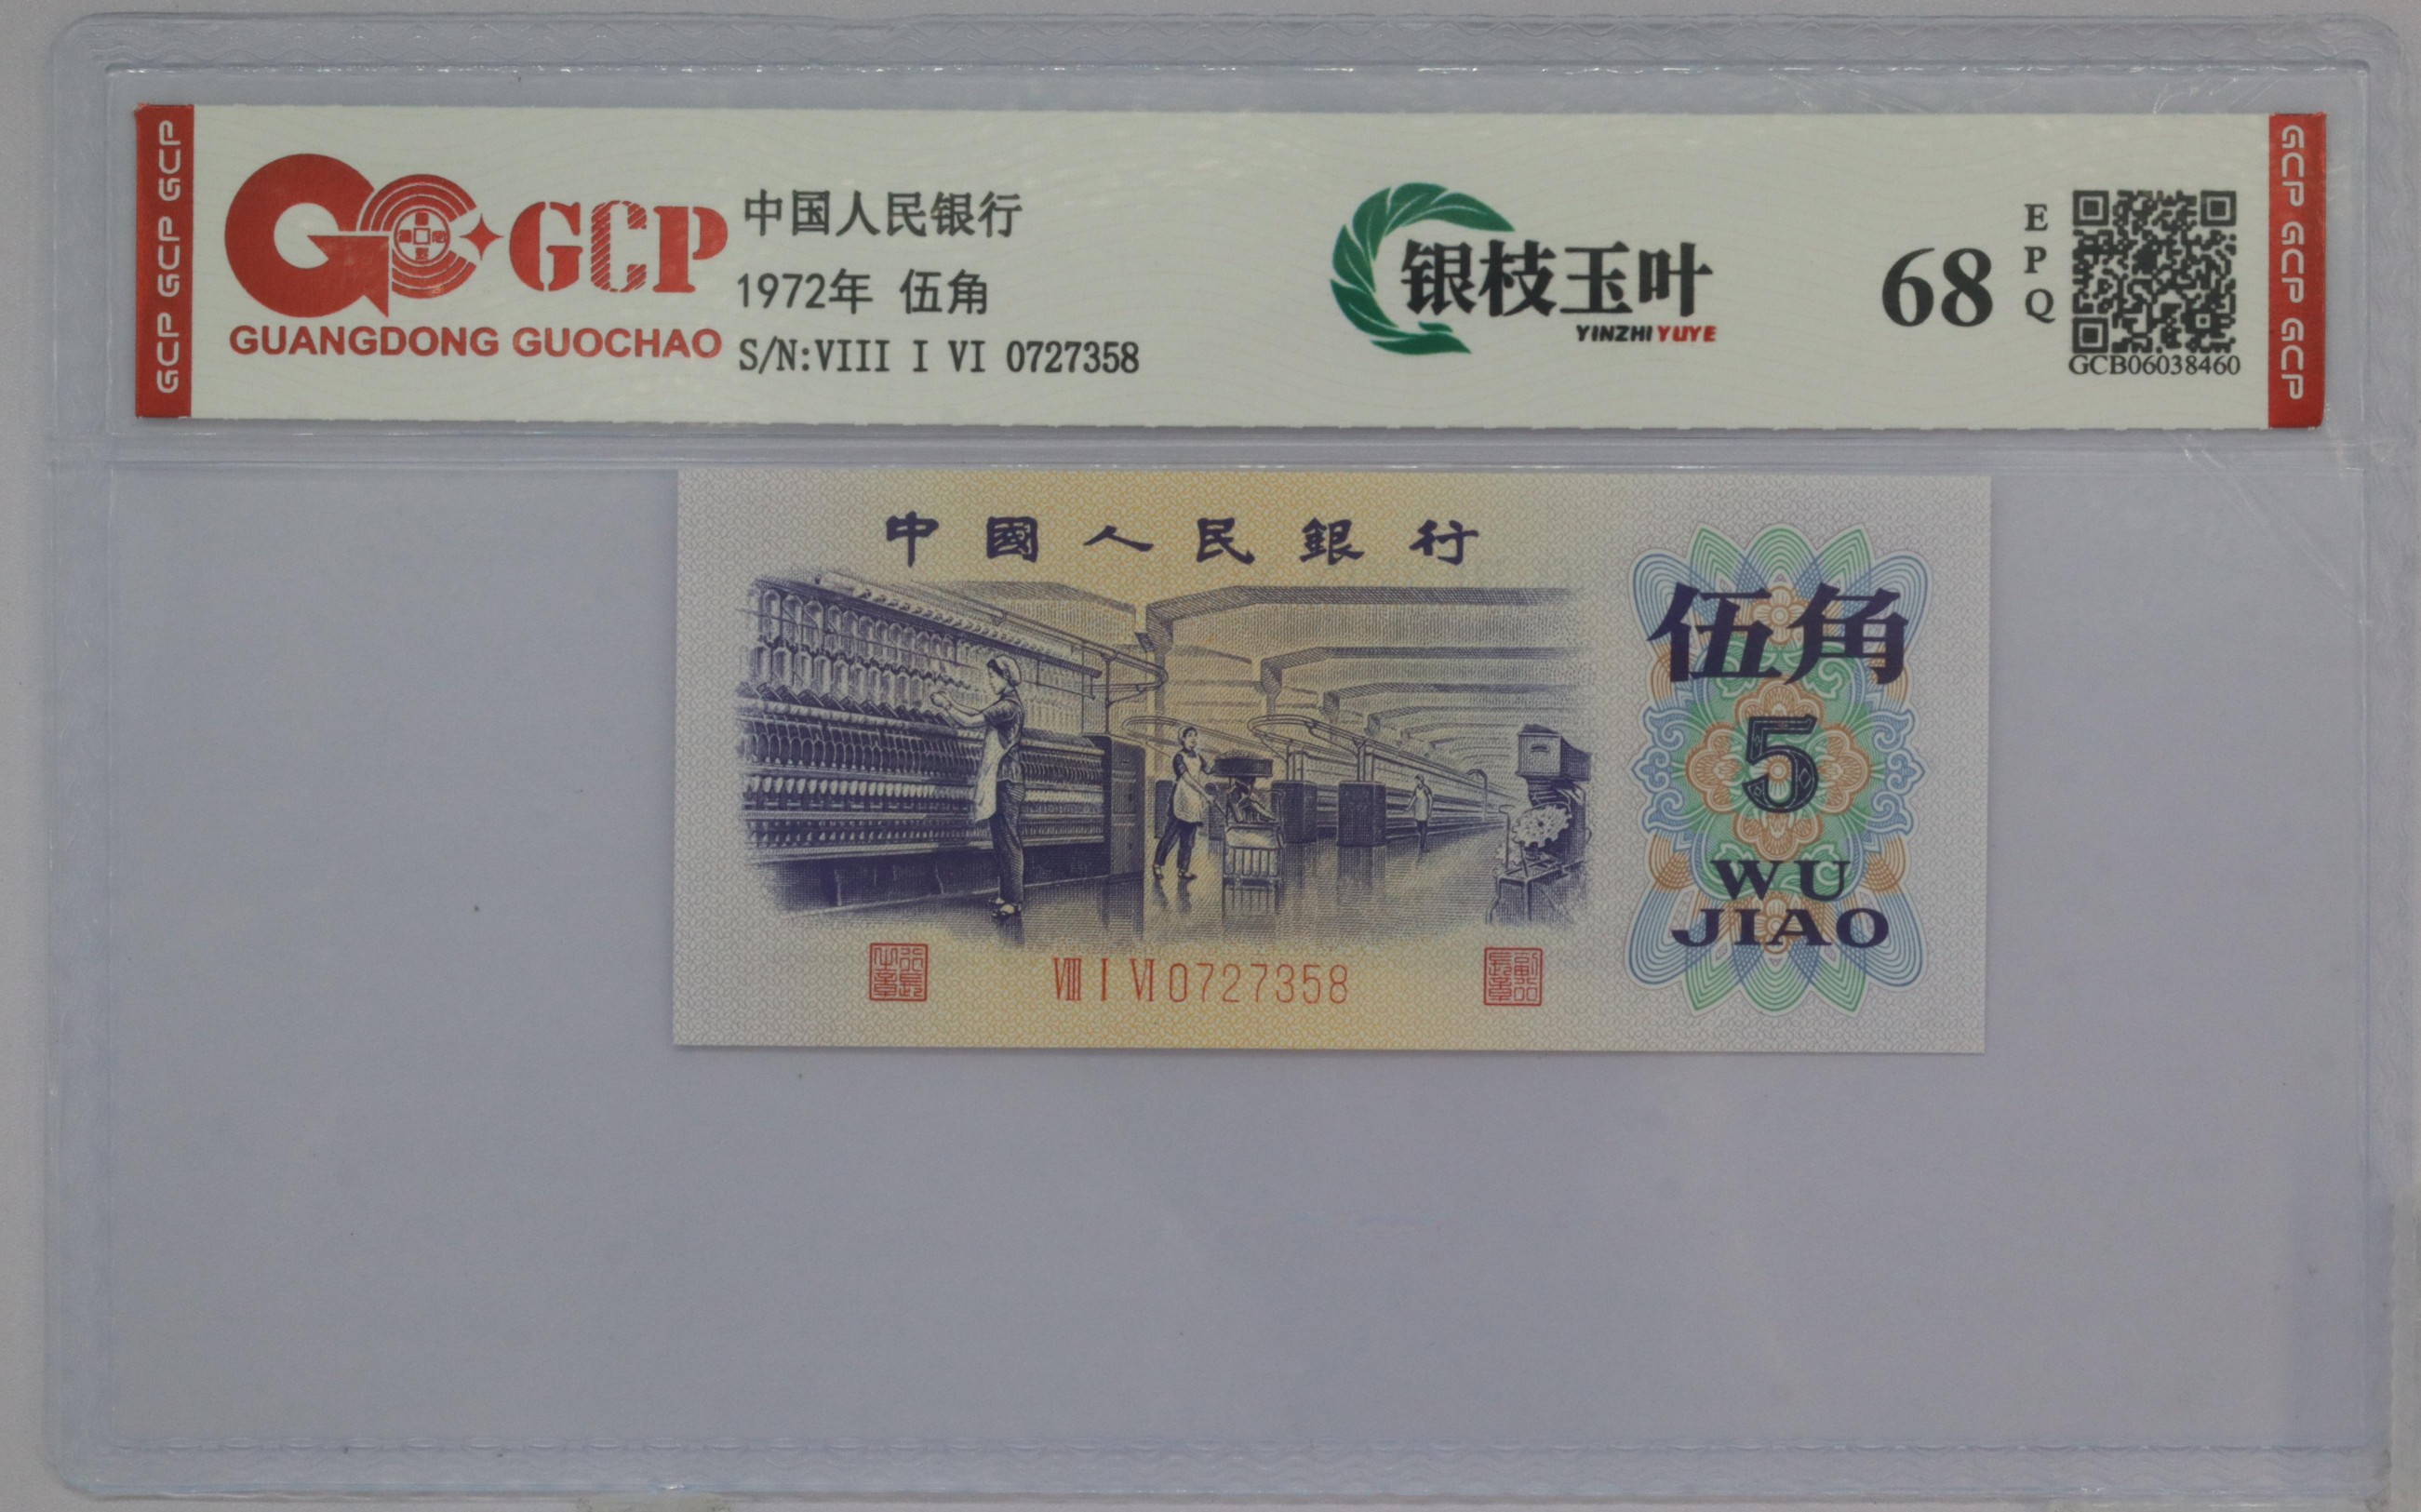 GCP GCP GCP
GCP
GUANGDONG GUOCHAO
中国人民银行
1972年 伍角
S/N:VIII I VI 0727358
银枝玉叶
YINZHI YUYE
68
EPQ
GCB06038460
GCP GCP GCP
中國人民銀行
伍角
5
WU
JIAO
VIII I VI 0727358